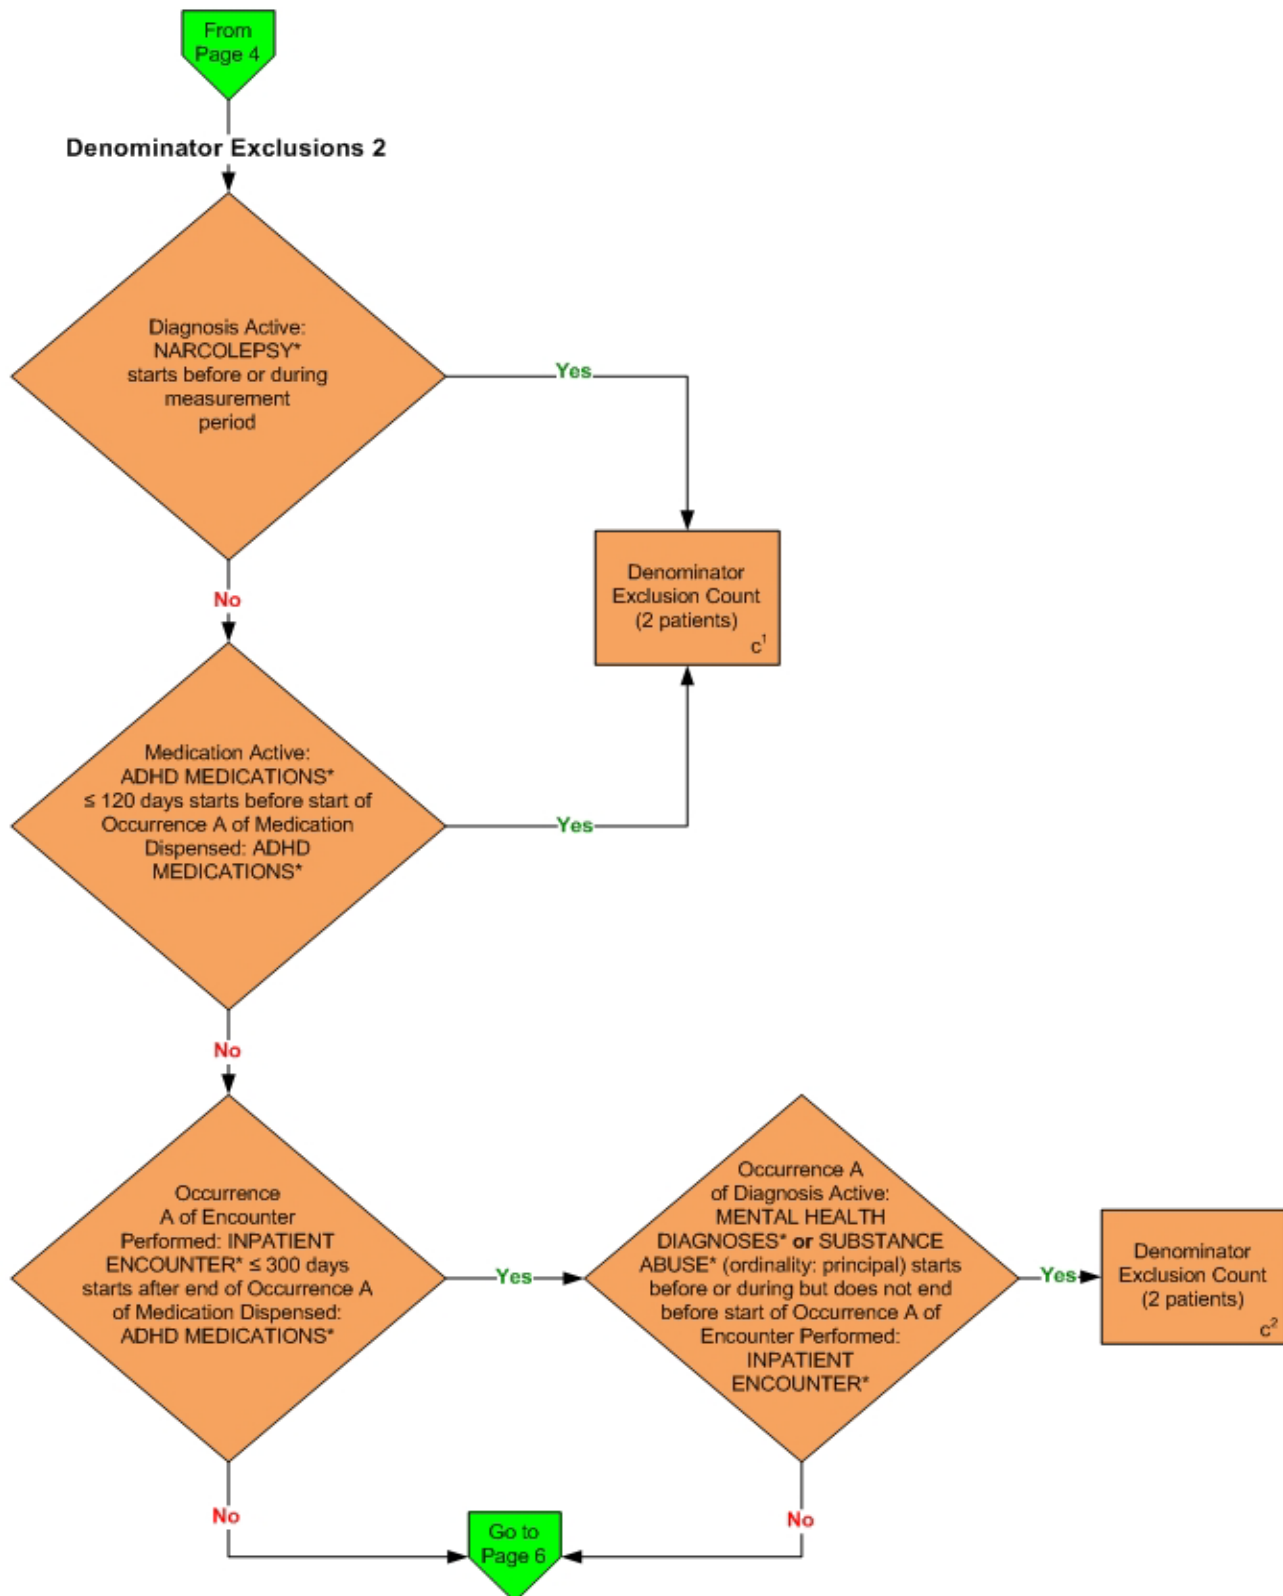 From
Page 4
Denominator Exclusions 2
Diagnosis Active:
NARCOLEPSY*
starts before or during
measurement
period
Yes
No
Denominator
Exclusion Count
(2 patients)
c¹
Medication Active:
ADHD MEDICATIONS*
≤ 120 days starts before start of
Occurrence A of Medication
Dispensed: ADHD
MEDICATIONS*
Yes
No
Occurrence
A of Encounter
Performed: INPATIENT
ENCOUNTER* ≤ 300 days
starts after end of Occurrence A
of Medication Dispensed:
ADHD MEDICATIONS*
Yes
Occurrence A
of Diagnosis Active:
MENTAL HEALTH
DIAGNOSES* or SUBSTANCE
ABUSE* (ordinality: principal) starts
before or during but does not end
before start of Occurrence A of
Encounter Performed:
INPATIENT
ENCOUNTER*
Yes
Denominator
Exclusion Count
(2 patients)
c²
No
No
Go to
Page 6